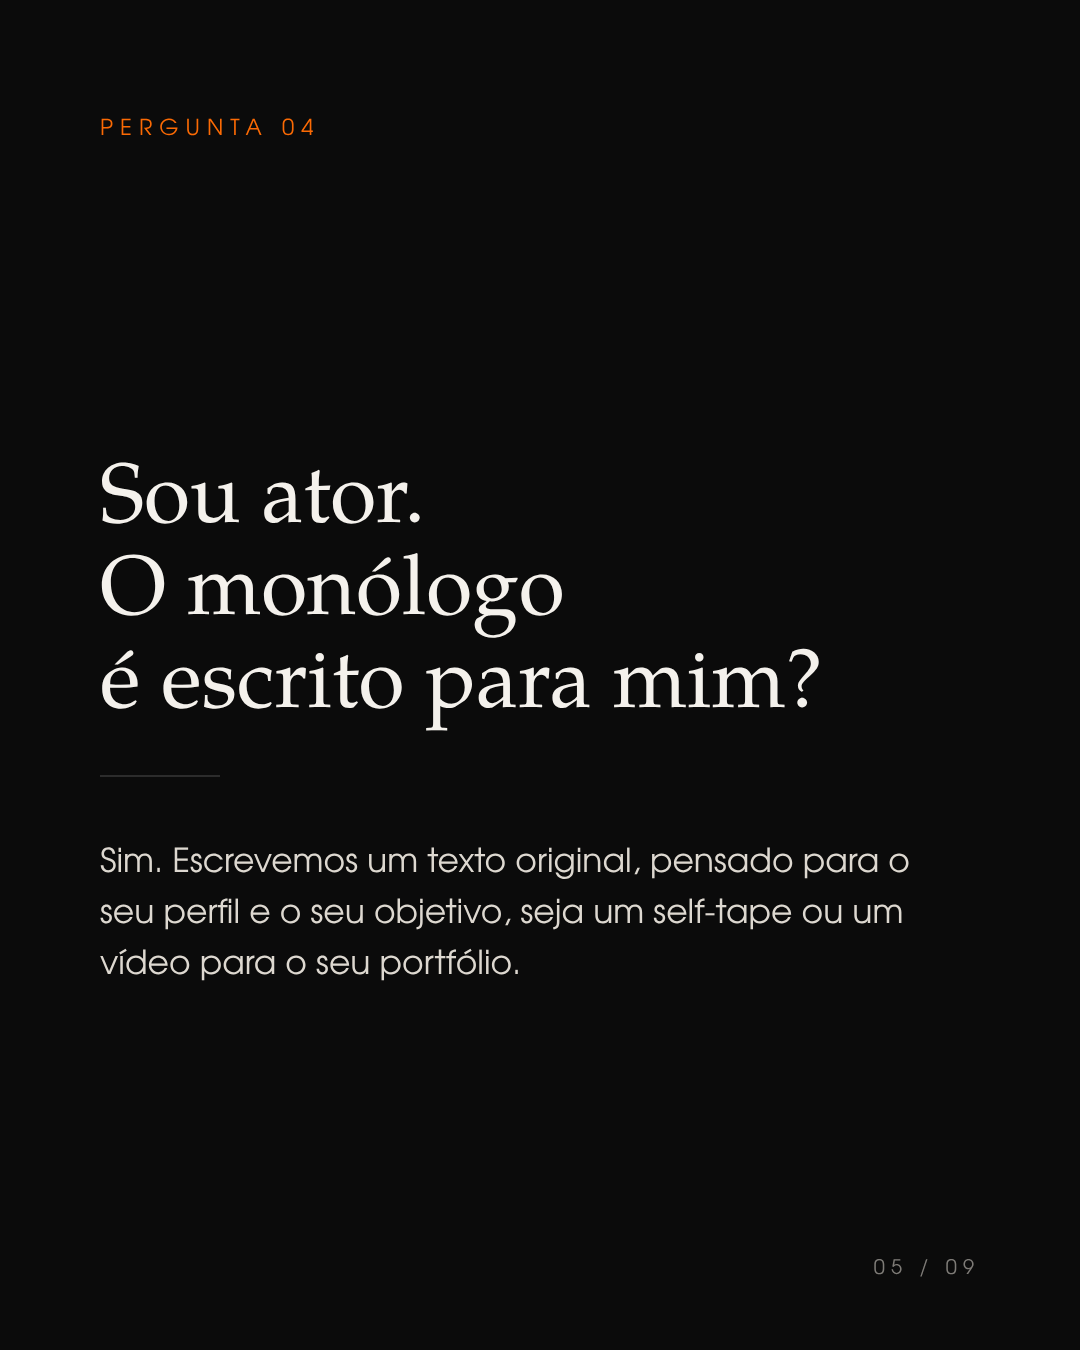 PERGUNTA 04
Sou ator.
O monólogo
é escrito para mim?
Sim. Escrevemos um texto original, pensado para o
seu perfil e o seu objetivo, seja um self-tape ou um
vídeo para o seu portfólio.
05 / 09